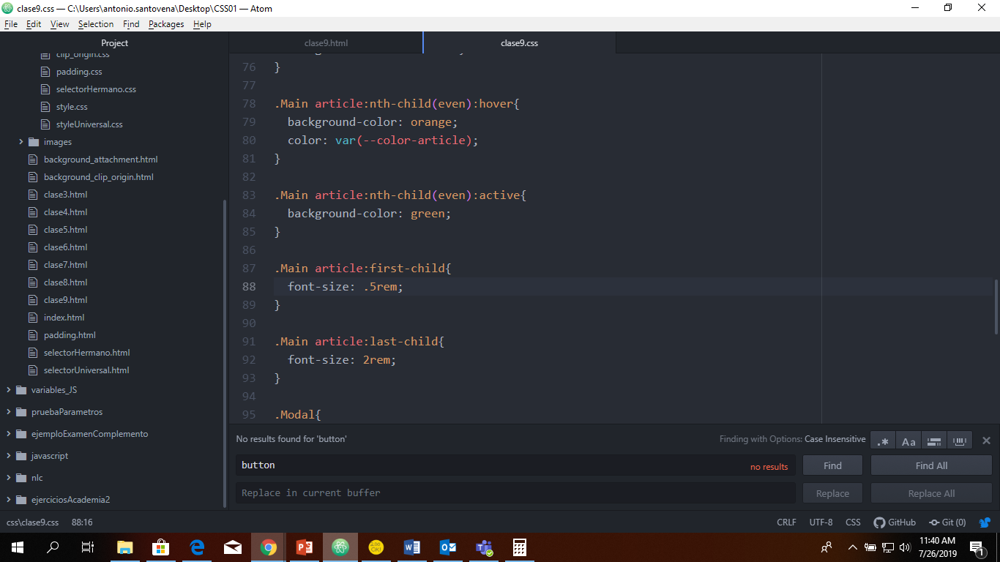 clase9.css — C:\Users\antonio.santovena\Desktop\CSS01 — Atom
File Edit View Selection Find Packages Help
Project
clip_origin.css
padding.css
selectorHermano.css
style.css
styleUniversal.css
images
background_attachment.html
background_clip_origin.html
clase3.html
clase4.html
clase5.html
clase6.html
clase7.html
clase8.html
clase9.html
index.html
padding.html
selectorHermano.html
selectorUniversal.html
variables_JS
pruebaParametros
ejemploExamenComplemento
javascript
nlc
ejerciciosAcademia2
clase9.html clase9.css
76 }
77
78 .Main article:nth-child(even):hover{
79 background-color: orange;
80 color: var(--color-article);
81 }
82
83 .Main article:nth-child(even):active{
84 background-color: green;
85 }
86
87 .Main article:first-child{
88 font-size: .5rem;
89 }
90
91 .Main article:last-child{
92 font-size: 2rem;
93 }
94
95 .Modal{
No results found for 'button' Finding with Options: Case Insensitive .* Aa
button no results Find Find All
Replace in current buffer Replace Replace All
css\clase9.css 88:16 CRLF UTF-8 CSS GitHub Git (0)
11:40 AM
7/26/2019 1